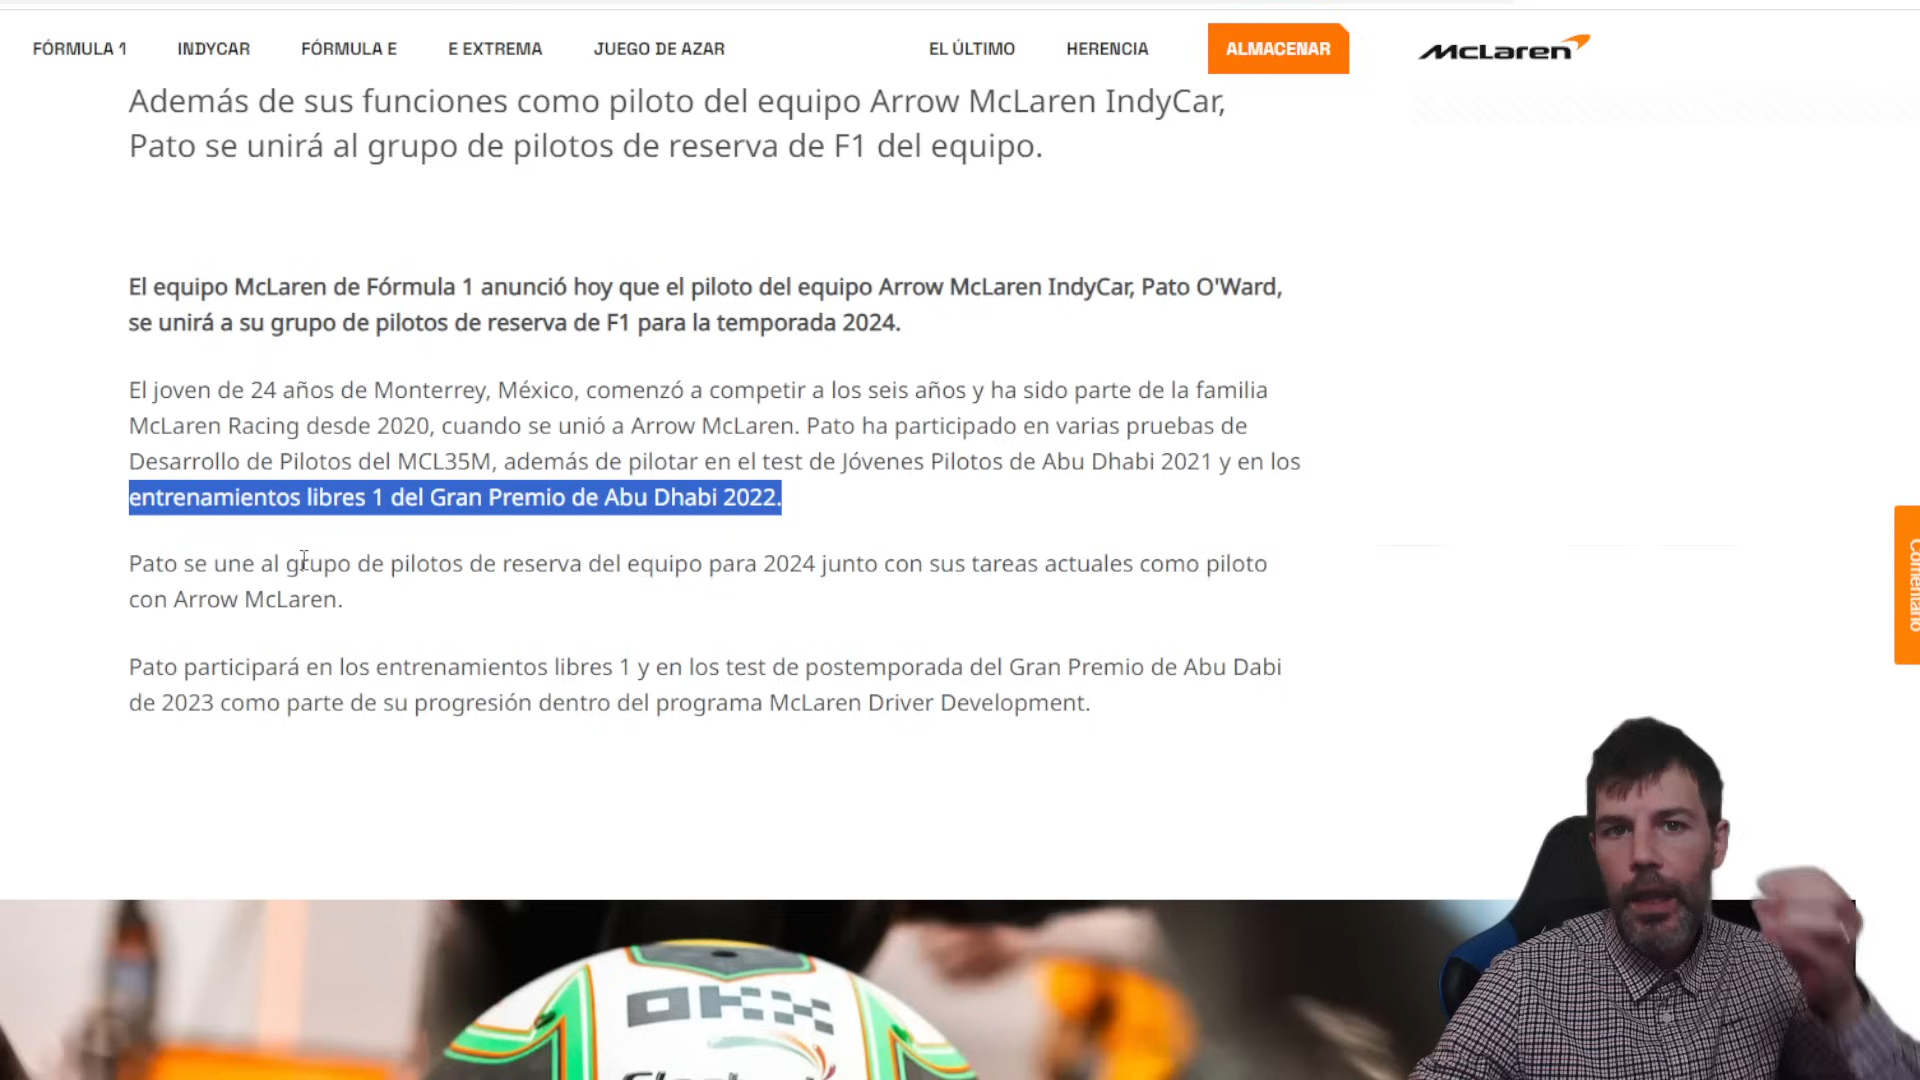 FÓRMULA 1 INDYCAR FÓRMULA E E EXTREMA JUEGO DE AZAR EL ÚLTIMO HERENCIA ALMACENAR McLaren
Además de sus funciones como piloto del equipo Arrow McLaren IndyCar,
Pato se unirá al grupo de pilotos de reserva de F1 del equipo.
El equipo McLaren de Fórmula 1 anunció hoy que el piloto del equipo Arrow McLaren IndyCar, Pato O'Ward,
se unirá a su grupo de pilotos de reserva de F1 para la temporada 2024.
El joven de 24 años de Monterrey, México, comenzó a competir a los seis años y ha sido parte de la familia
McLaren Racing desde 2020, cuando se unió a Arrow McLaren. Pato ha participado en varias pruebas de
Desarrollo de Pilotos del MCL35M, además de pilotar en el test de Jóvenes Pilotos de Abu Dhabi 2021 y en los
entrenamientos libres 1 del Gran Premio de Abu Dhabi 2022.
Comentario
Pato se une al grupo de pilotos de reserva del equipo para 2024 junto con sus tareas actuales como piloto
con Arrow McLaren.
Pato participará en los entrenamientos libres 1 y en los test de postemporada del Gran Premio de Abu Dabi
de 2023 como parte de su progresión dentro del programa McLaren Driver Development.
OKX